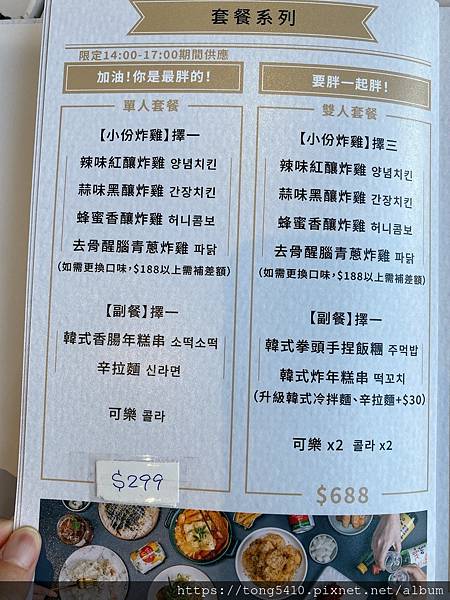 套餐系列
限定14:00-17:00期間供應
加油!你是最胖的!
單人套餐
【小份炸雞】擇一
辣味紅釀炸雞 양념치킨
蒜味黑釀炸雞 간장치킨
蜂蜜香釀炸雞 허니콤보
去骨醒腦青蔥炸雞 파닭
(如需更換口味,$188以上需補差額)
【副餐】擇一
韓式香腸年糕串 소떡소떡
辛拉麵 신라면
可樂 콜라
$299
要胖一起胖!
雙人套餐
【小份炸雞】擇三
辣味紅釀炸雞 양념치킨
蒜味黑釀炸雞 간장치킨
蜂蜜香釀炸雞 허니콤보
去骨醒腦青蔥炸雞 파닭
(如需更換口味,$188以上需補差額)
【副餐】擇一
韓式拳頭手捏飯糰 주먹밥
韓式炸年糕串 떡꼬치
(升級韓式冷拌麵、辛拉麵+$30)
可樂 x2 콜라 x2
$688
https://tong5410.pixnet.net/album